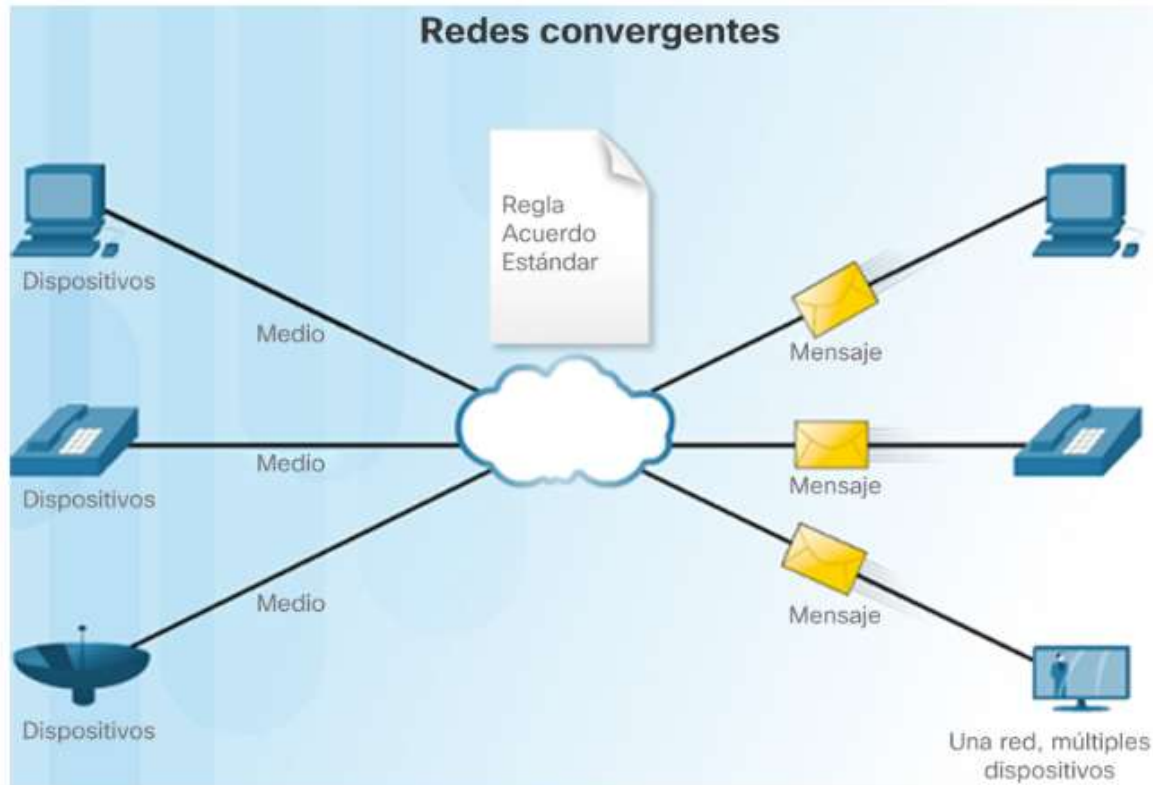 Redes convergentes
Regla
Acuerdo
Estándar
Dispositivos
Medio
Mensaje
Dispositivos
Medio
Mensaje
Medio
Mensaje
Dispositivos
Una red, múltiples
dispositivos